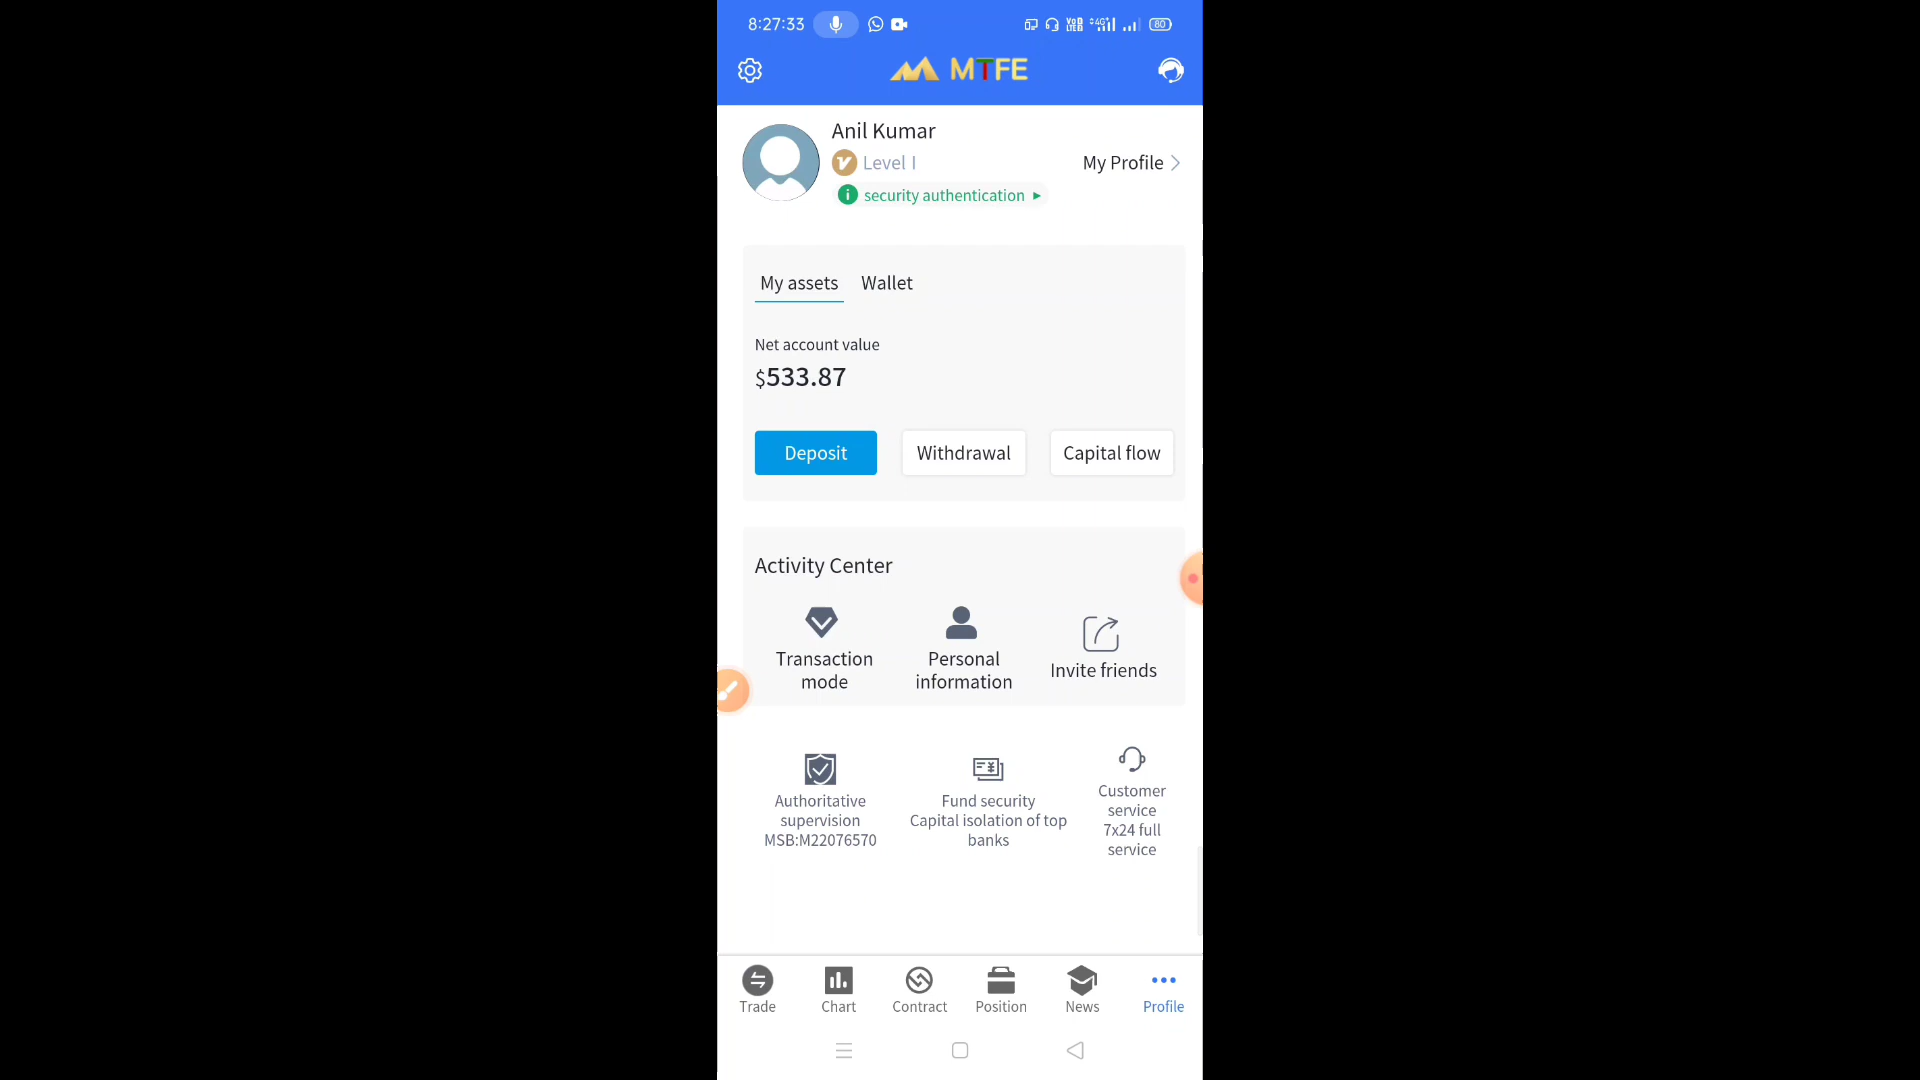 8:27:33
80
MTFE
Anil Kumar
Level I
My Profile
security authentication
My assets Wallet
Net account value
$533.87
Deposit Withdrawal Capital flow
Activity Center
Transaction
mode
Personal
information
Invite friends
Authoritative
supervision
MSB:M22076570
Fund security
Capital isolation of top
banks
Customer
service
7x24 full
service
Trade Chart Contract Position News Profile